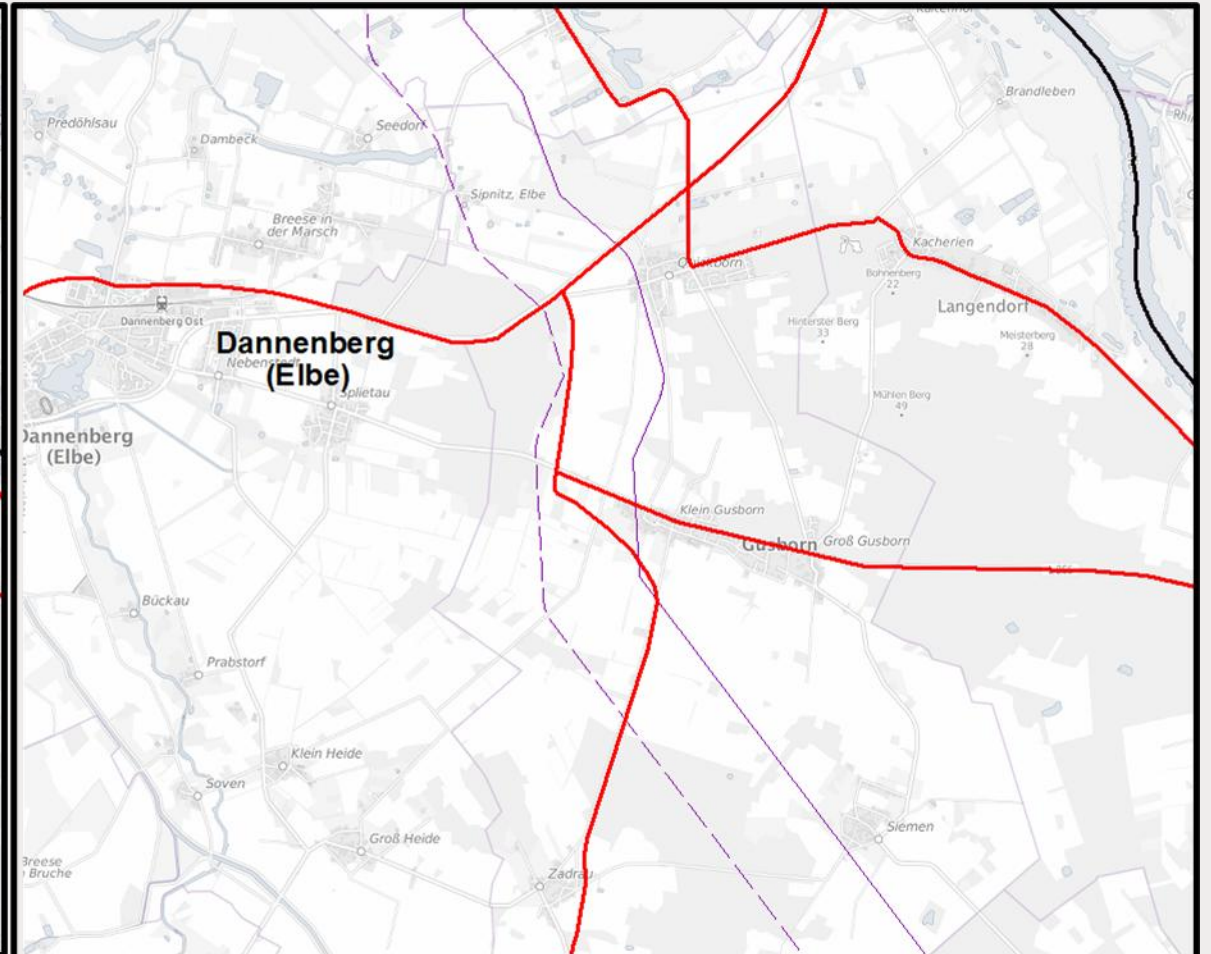 Brandleben
Predöhlsau
Seedorf
Dambeck
Sipnitz, Elbe
Breese in
der Marsch
Kacherien
Quickborn
Bohnenberg
22
Langendorf
Dannenberg Ost
Hinterster Berg
33
Meisterberg
28
Dannenberg
(Elbe)
Nebenstedt
Splietau
Mühlen Berg
49
Dannenberg
(Elbe)
Klein Gusborn
Gusborn
Groß Gusborn
Bückau
Prabstorf
Klein Heide
Soven
Siemen
Groß Heide
Breese
Bruche
Zadrau